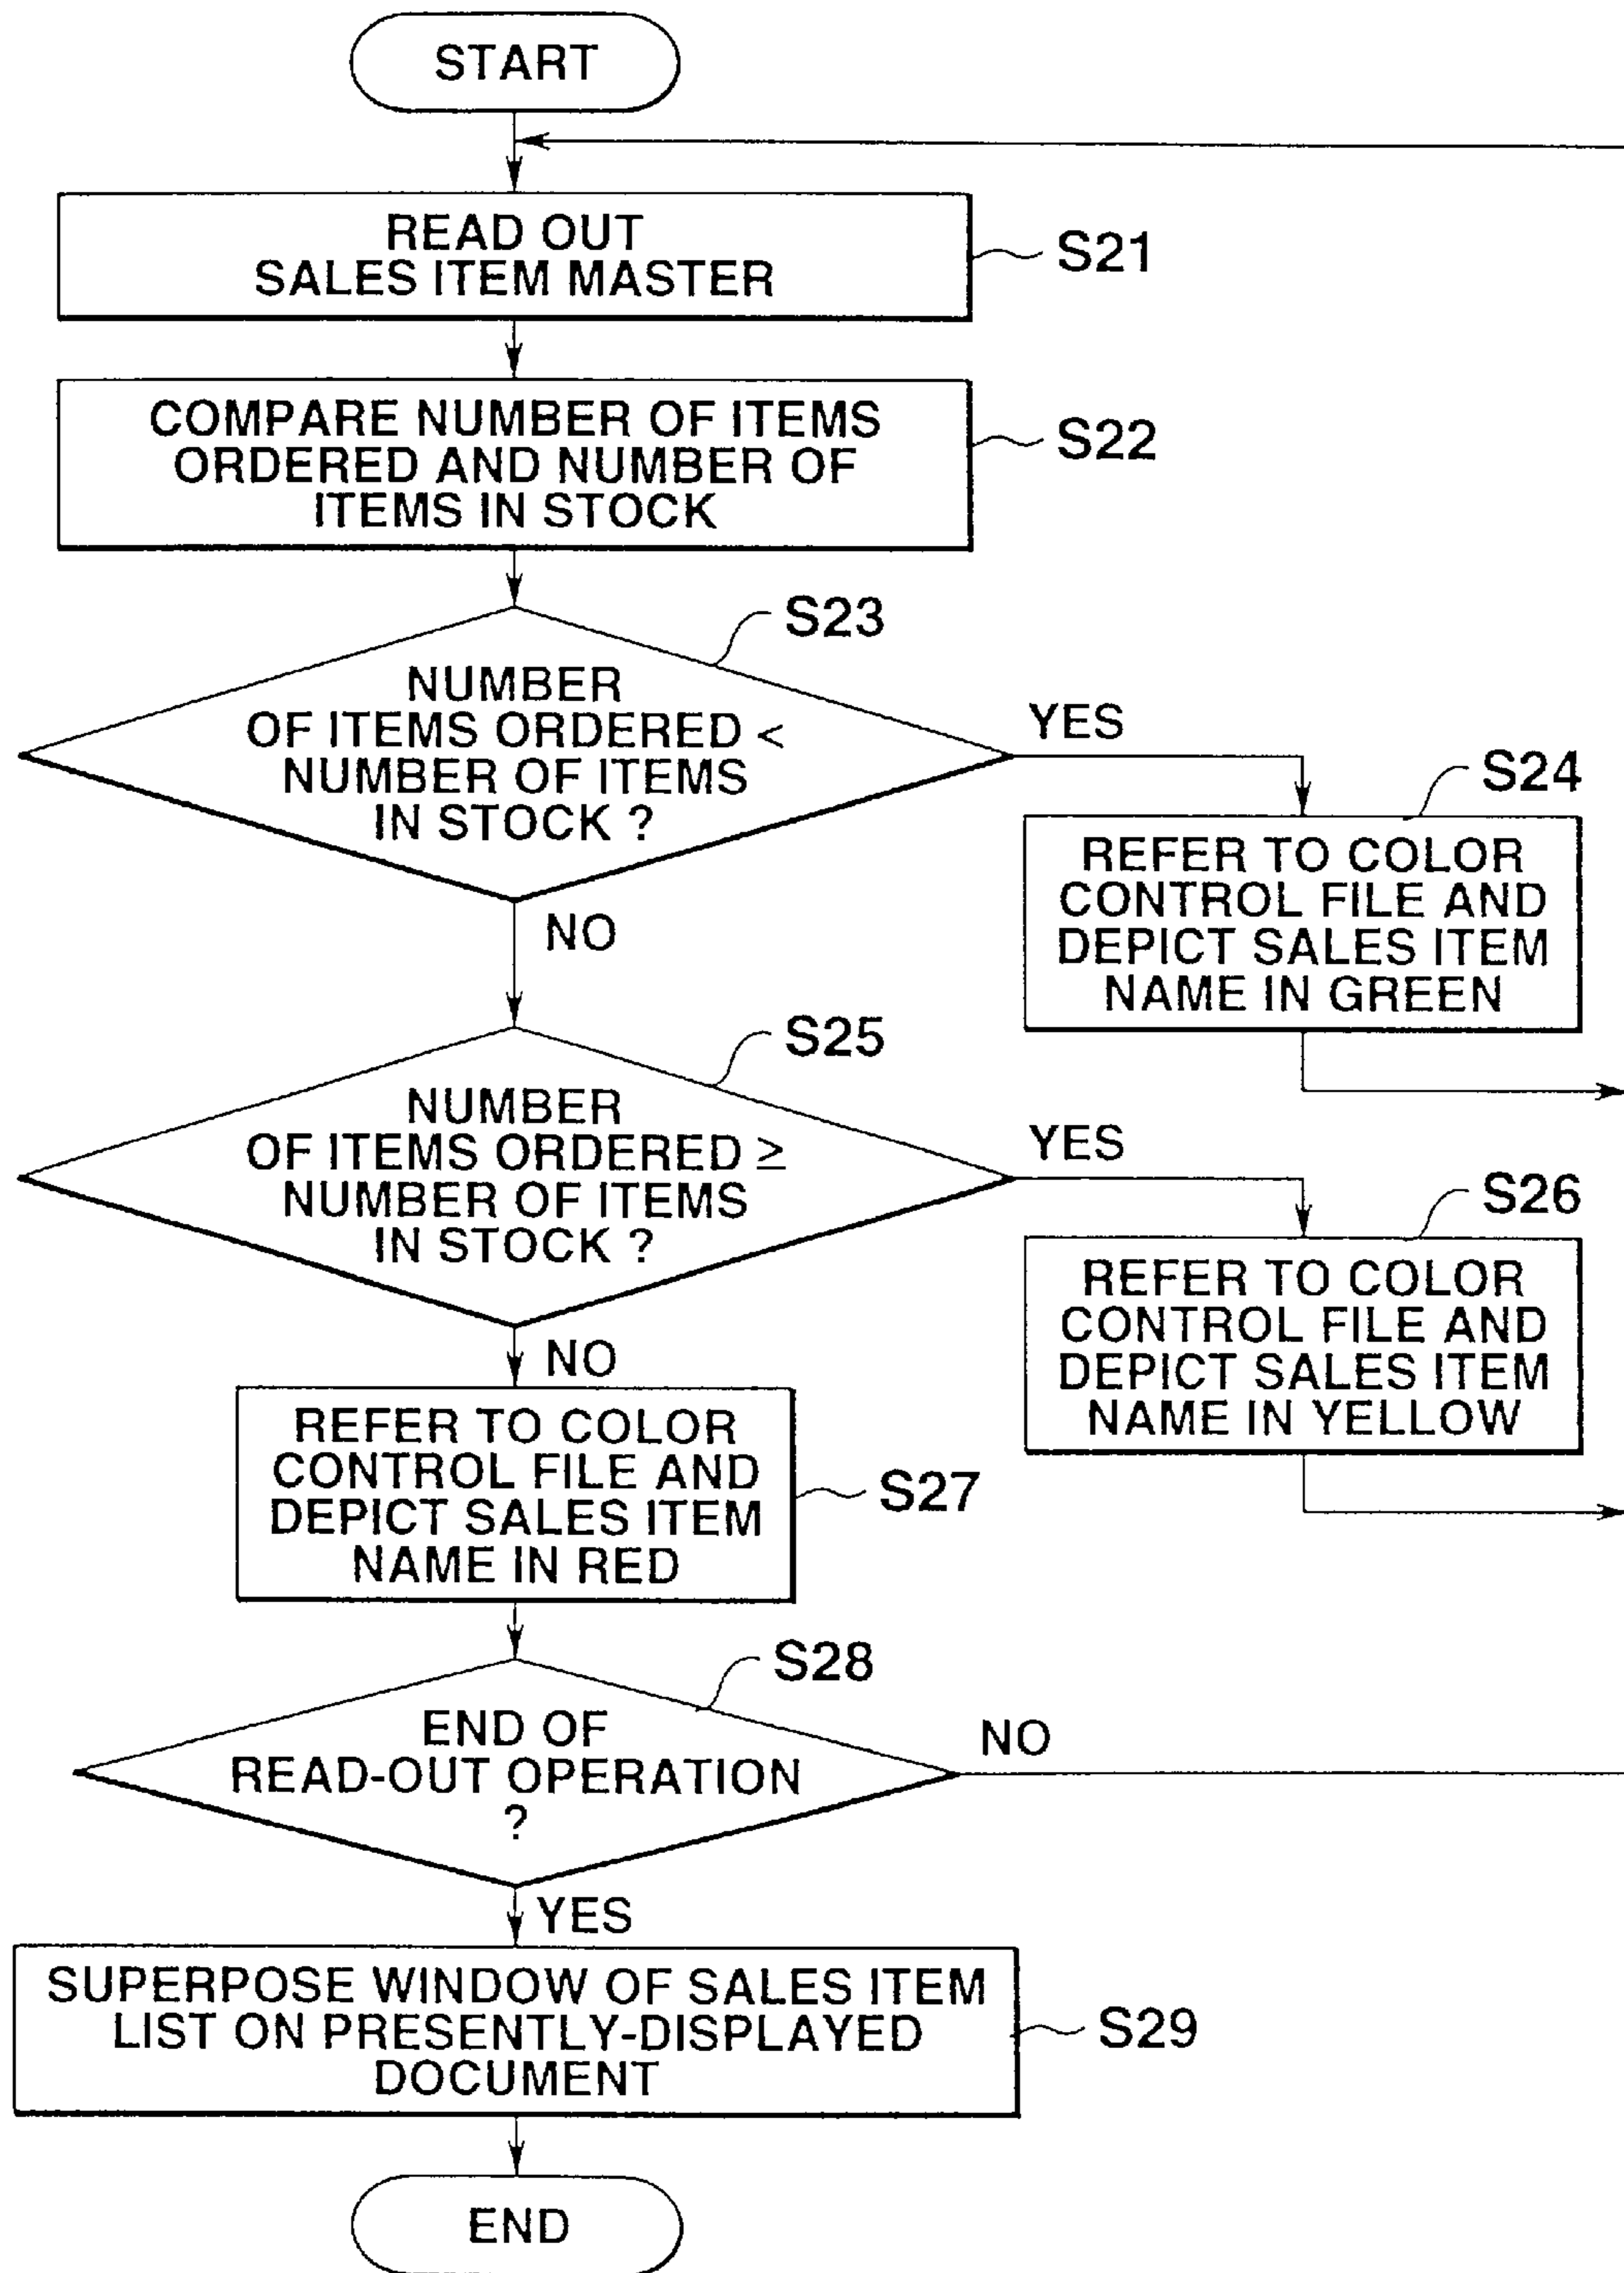 START
READ OUT
SALES ITEM MASTER
S21
COMPARE NUMBER OF ITEMS
ORDERED AND NUMBER OF
ITEMS IN STOCK
S22
S23
NUMBER
OF ITEMS ORDERED <
NUMBER OF ITEMS
IN STOCK ?
YES
NO
S24
REFER TO COLOR
CONTROL FILE AND
DEPICT SALES ITEM
NAME IN GREEN
S25
NUMBER
OF ITEMS ORDERED ≥
NUMBER OF ITEMS
IN STOCK ?
YES
NO
S26
REFER TO COLOR
CONTROL FILE AND
DEPICT SALES ITEM
NAME IN YELLOW
REFER TO COLOR
CONTROL FILE AND
DEPICT SALES ITEM
NAME IN RED
S27
S28
END OF
READ-OUT OPERATION
?
NO
YES
SUPERPOSE WINDOW OF SALES ITEM
LIST ON PRESENTLY-DISPLAYED
DOCUMENT
S29
END